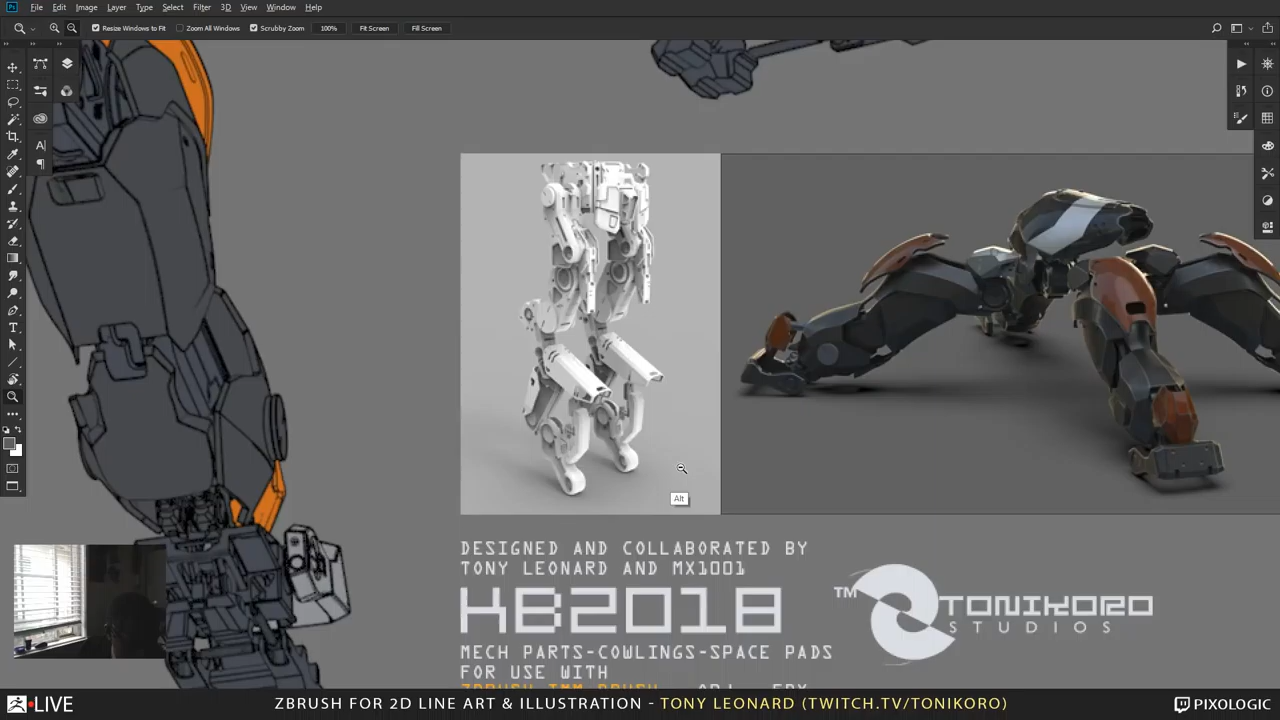 Ps File Edit Image Layer Type Select Filter 3D View Window Help
Resize Windows to Fit Zoom All Windows Scrubby Zoom 100% Fit Screen Fill Screen
Alt
DESIGNED AND COLLABORATED BY
TONY LEONARD AND MX1001
KB2018
MECH PARTS-COWLINGS-SPACE PADS
FOR USE WITH
TM TONIKORO
STUDIOS
LIVE ZBRUSH FOR 2D LINE ART & ILLUSTRATION - TONY LEONARD (TWITCH.TV/TONIKORO) PIXOLOGIC